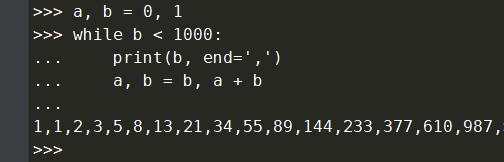 >>> a, b = 0, 1
>>> while b < 1000:
...     print(b, end=',')
...     a, b = b, a + b
...
1,1,2,3,5,8,13,21,34,55,89,144,233,377,610,987,
>>>